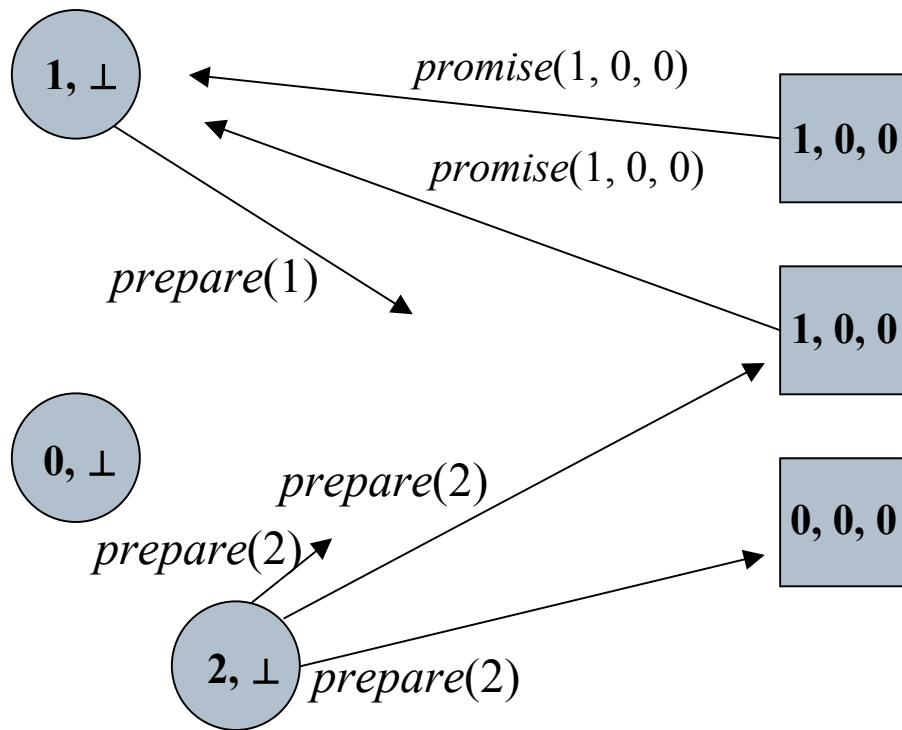 1, ⊥
promise(1, 0, 0)
1, 0, 0
promise(1, 0, 0)
prepare(1)
1, 0, 0
0, ⊥
prepare(2)
0, 0, 0
prepare(2)
2, ⊥
prepare(2)